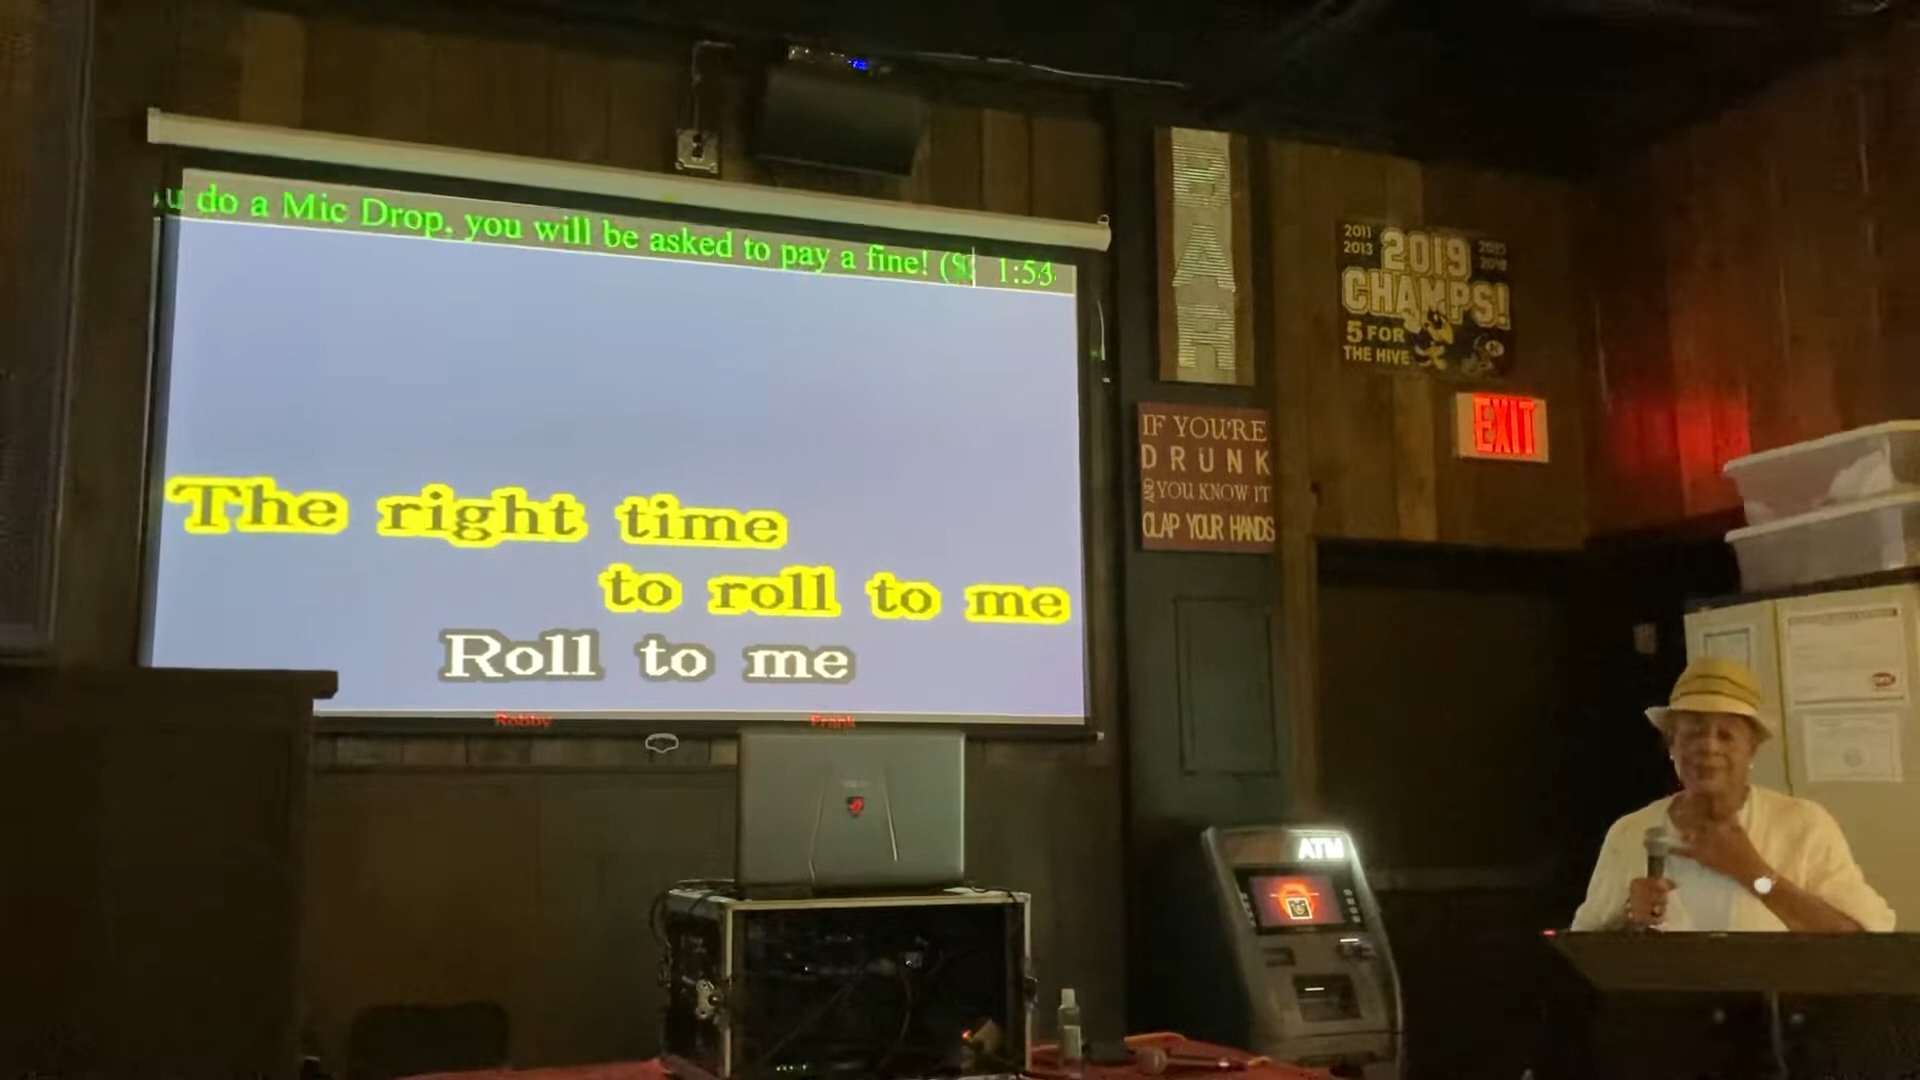 u do a Mic Drop, you will be asked to pay a fine! ($ 1:53
The right time
to roll to me
Roll to me
Robby Frank
BAR
2011
2013
2019
CHAMPS!
5 FOR
THE HIVE
EXIT
IF YOU'RE
DRUNK
AND YOU KNOW IT
CLAP YOUR HANDS
ATM